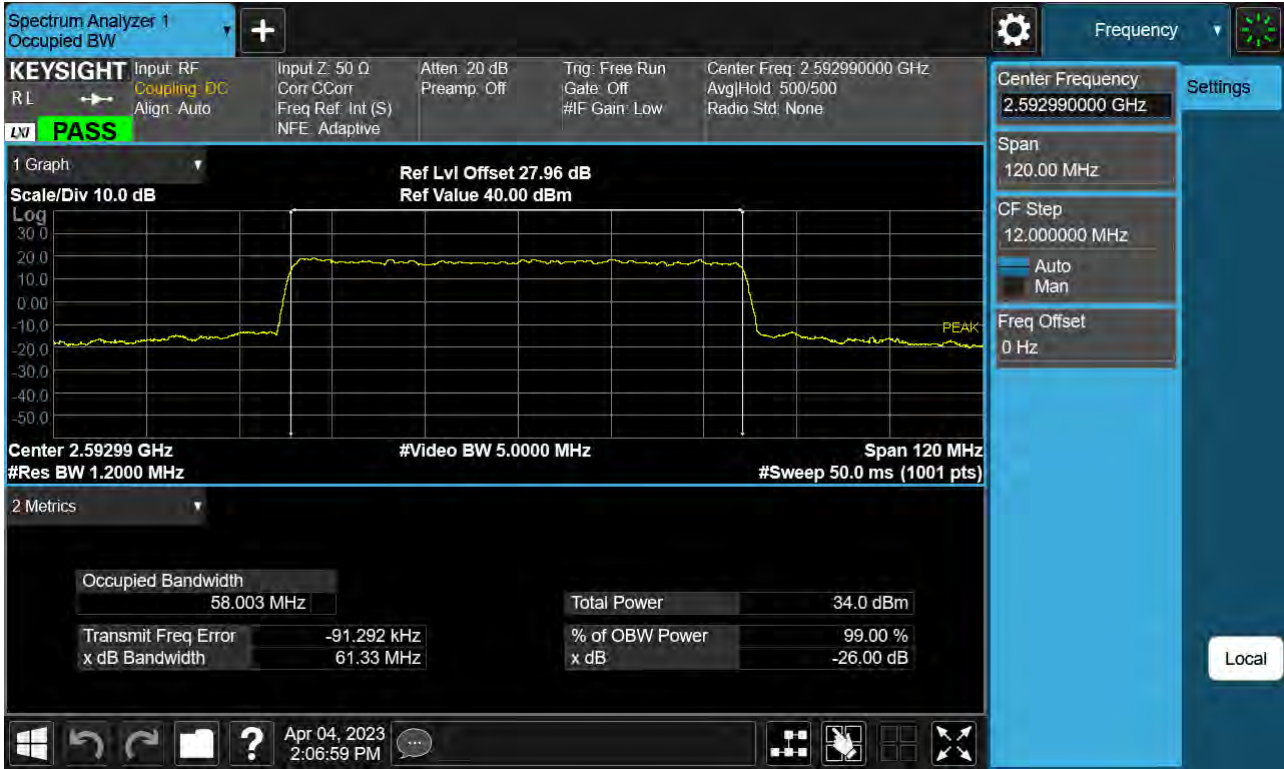 Spectrum Analyzer 1
Occupied BW
+
Frequency
KEYSIGHT
R L
LXI
PASS
Input: RF
Coupling: DC
Align: Auto
Input Z: 50 Ω
Corr CCorr
Freq Ref: Int (S)
NFE: Adaptive
Atten: 20 dB
Preamp: Off
Trig: Free Run
Gate: Off
#IF Gain: Low
Center Freq: 2.592990000 GHz
Avg|Hold: 500/500
Radio Std: None
Center Frequency
2.592990000 GHz
Settings
Span
120.00 MHz
CF Step
12.000000 MHz
Auto
Man
Freq Offset
0 Hz
Local
1 Graph
Scale/Div 10.0 dB
Ref Lvl Offset 27.96 dB
Ref Value 40.00 dBm
Log
30.0
20.0
10.0
0.00
-10.0
-20.0
-30.0
-40.0
-50.0
PEAK
Center 2.59299 GHz
#Video BW 5.0000 MHz
Span 120 MHz
#Res BW 1.2000 MHz
#Sweep 50.0 ms (1001 pts)
2 Metrics
Occupied Bandwidth
58.003 MHz
Total Power 34.0 dBm
Transmit Freq Error -91.292 kHz
% of OBW Power 99.00 %
x dB Bandwidth 61.33 MHz
x dB -26.00 dB
?
Apr 04, 2023
2:06:59 PM